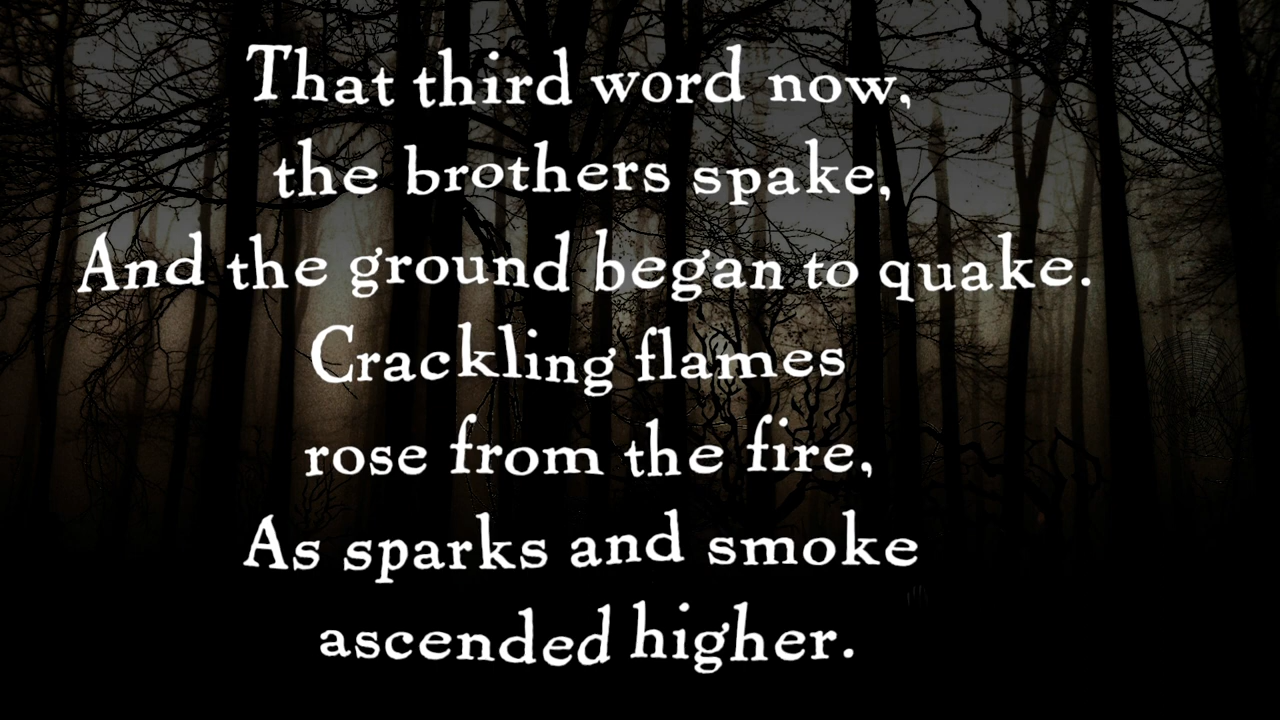 That third word now,
the brothers spake,
And the ground began to quake.
Crackling flames
rose from the fire,
As sparks and smoke
ascended higher.